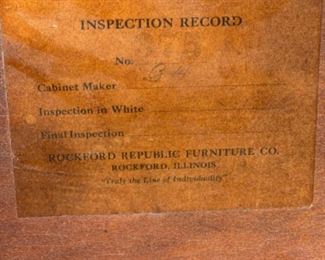 INSPECTION RECORD
No.
Cabinet Maker
Inspection in White
Final Inspection
ROCKFORD REPUBLIC FURNITURE CO.
ROCKFORD, ILLINOIS
"Truly the Line of Individuality"